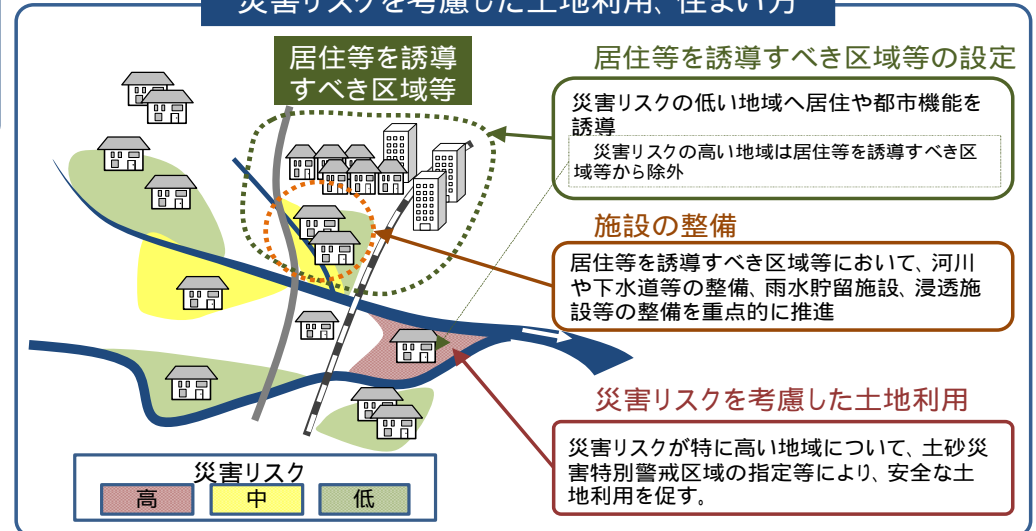 災害リスクを考慮した土地利用、住まい方
居住等を誘導
すべき区域等
居住等を誘導すべき区域等の設定
災害リスクの低い地域へ居住や都市機能を
誘導
災害リスクの高い地域は居住等を誘導すべき区
域等から除外
施設の整備
居住等を誘導すべき区域等において、河川
や下水道等の整備、雨水貯留施設、浸透施
設等の整備を重点的に推進
災害リスクを考慮した土地利用
災害リスクが特に高い地域について、土砂災
害特別警戒区域の指定等により、安全な土
地利用を促す。
災害リスク
高
中
低